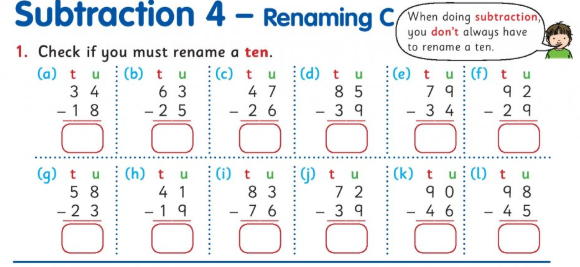 Subtraction 4 – Renaming C
When doing subtraction,
you don't always have
to rename a ten.
1. Check if you must rename a ten.
(a) t u (b) t u (c) t u (d) t u (e) t u (f) t u
3 4 6 3 4 7 8 5 7 9 9 2
– 1 8 – 2 5 – 2 6 – 3 9 – 3 4 – 2 9
(g) t u (h) t u (i) t u (j) t u (k) t u (l) t u
5 8 4 1 8 3 7 2 9 0 9 8
– 2 3 – 1 9 – 7 6 – 3 9 – 4 6 – 4 5